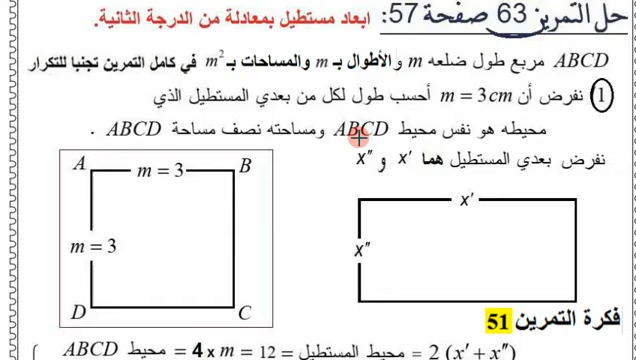 حل التمرين 63 صفحة 57: ابعاد مستطيل بمعادلة من الدرجة الثانية.
ABCD مربع طول ضلعه m والأطوال بـ m والمساحات بـ m² في كامل التمرين تجنبا للتكرار
1 نفرض أن m = 3cm أحسب طول لكل من بعدي المستطيل الذي
محيطه هو نفس محيط ABCD ومساحته نصف مساحة ABCD .
نفرض بعدي المستطيل هما x' و x''
A m = 3 B
m = 3
D C
x'
x''
فكرة التمرين 51
محيط ABCD = 4 x m = 12 = محيط المستطيل = 2 (x' + x'')